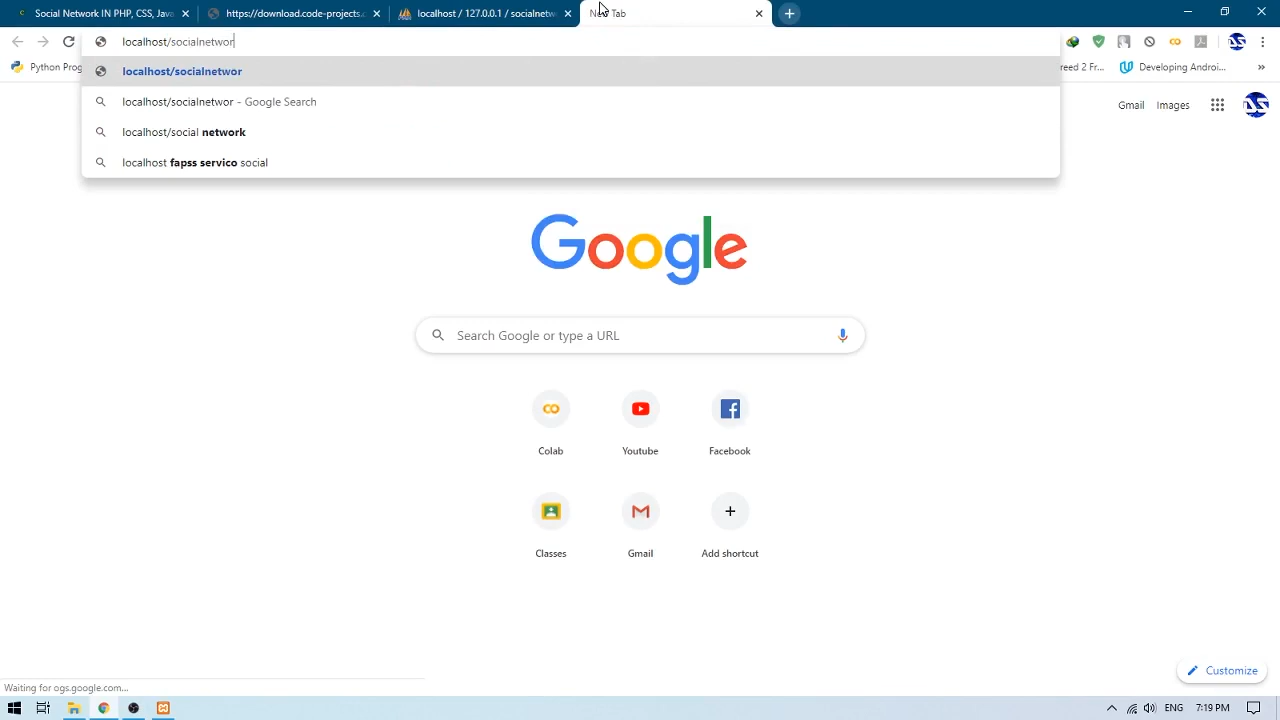 Social Network IN PHP, CSS, Java
https://download.code-projects.c
localhost / 127.0.0.1 / socialnetw
New Tab
localhost/socialnetwor
Python Prog
reed 2 Fr...
Developing Androi...
»
localhost/socialnetwor
localhost/socialnetwor - Google Search
localhost/social network
localhost fapss servico social
Gmail
Images
Google
Search Google or type a URL
Colab
Youtube
Facebook
Classes
Gmail
Add shortcut
Customize
Waiting for ogs.google.com...
ENG
7:19 PM